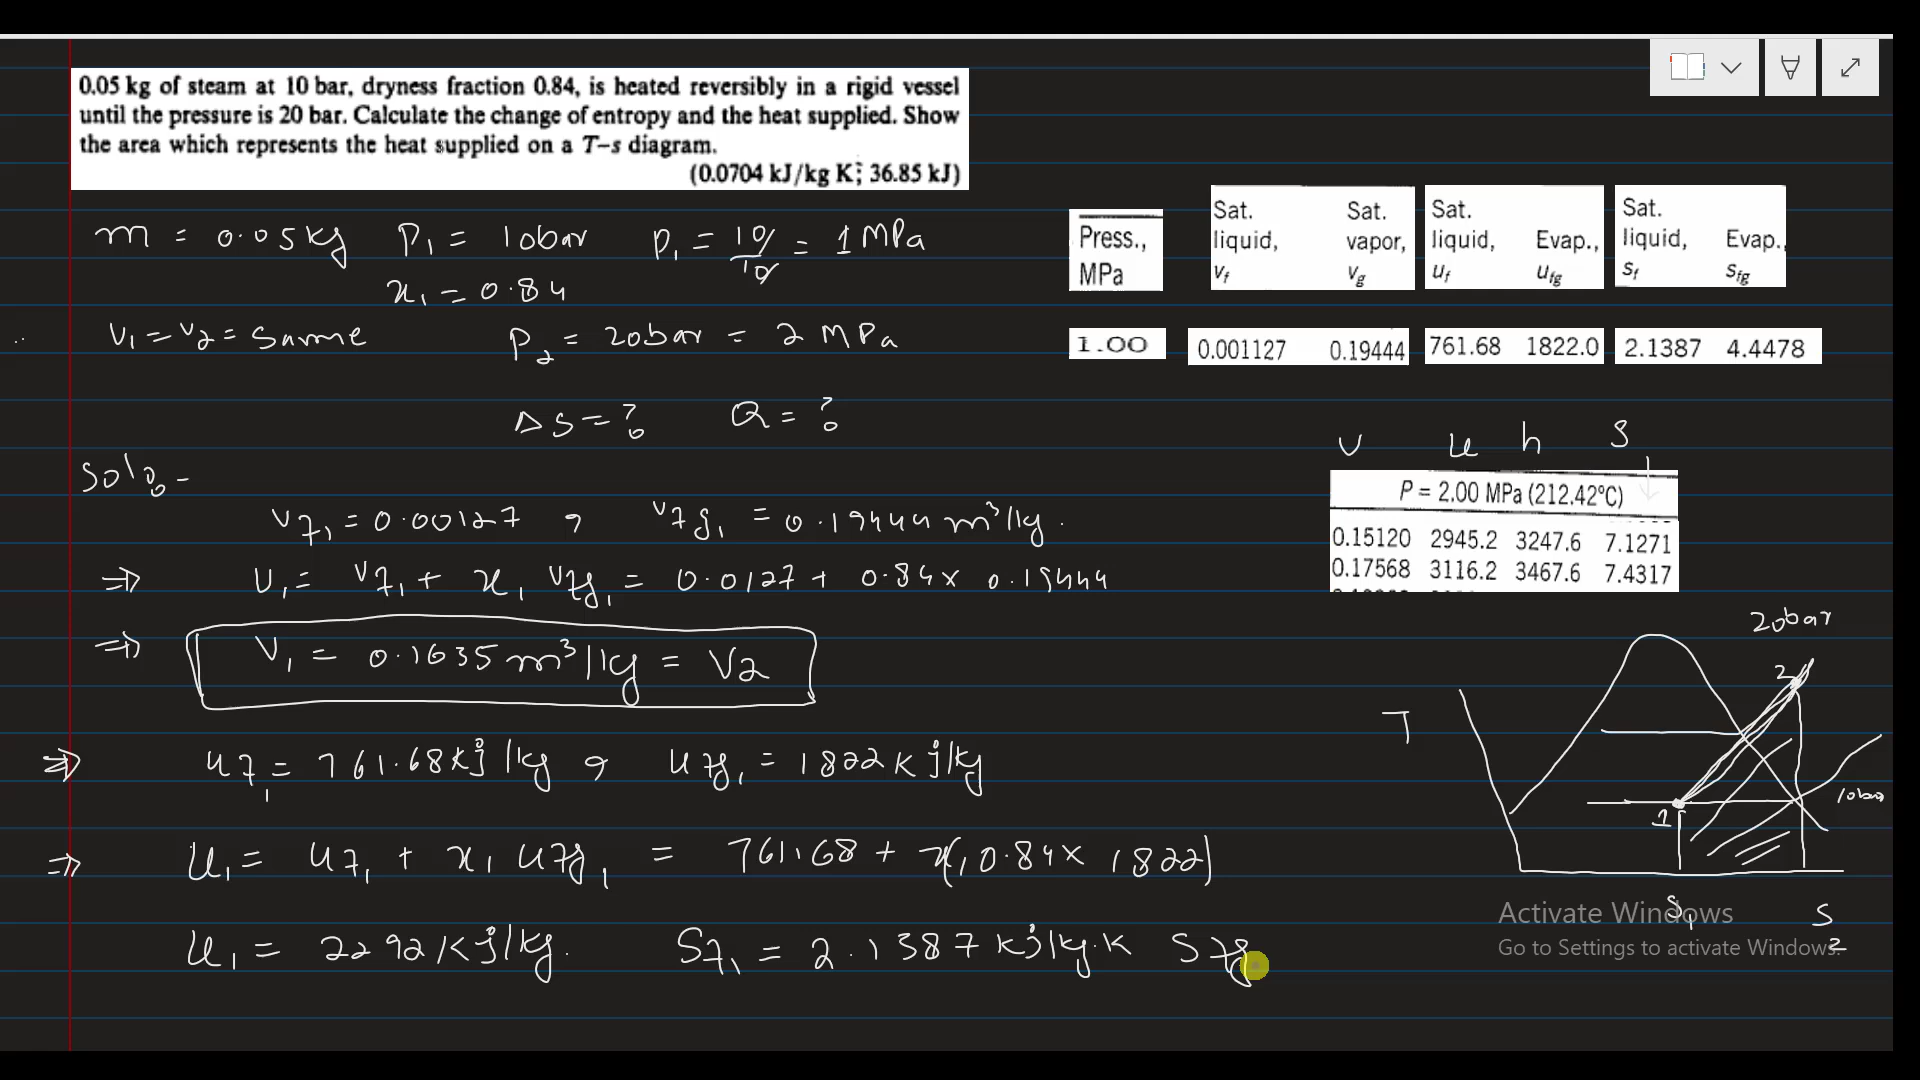 0.05 kg of steam at 10 bar, dryness fraction 0.84, is heated reversibly in a rigid vessel
until the pressure is 20 bar. Calculate the change of entropy and the heat supplied. Show
the area which represents the heat supplied on a T–s diagram.
(0.0704 kJ/kg K; 36.85 kJ)
m = 0.05 kg P₁ = 10bar P₁ = 10/10 = 1 MPa
x₁ = 0.84
V₁ = V₂ = Same P₂ = 20bar = 2 MPa
Δs = ? Q = ?
Sol:-
Vf₁ = 0.00127 , Vfg₁ = 0.19444 m³/kg.
⇒ V₁ = Vf₁ + x₁ Vfg₁ = 0.0127 + 0.84 × 0.19444
⇒ V₁ = 0.1635 m³/kg = V2
⇒ uf₁ = 761.68 kj/kg , ufg₁ = 1822 kj/kg
⇒ U₁ = uf₁ + x₁ ufg₁ = 761.68 + (0.84 × 1822)
U₁ = 2292 kj/kg. Sf₁ = 2.1387 kj/kg.K Sfg
Press., MPa
Sat. liquid, vf Sat. vapor, vg
Sat. liquid, uf Evap., ufg
Sat. liquid, sf Evap., sfg
1.00 0.001127 0.19444 761.68 1822.0 2.1387 4.4478
v u h s
P = 2.00 MPa (212.42°C)
0.15120 2945.2 3247.6 7.1271
0.17568 3116.2 3467.6 7.4317
20bar
2
T
10bar
1
S₁ S2
Activate Windows
Go to Settings to activate Windows.